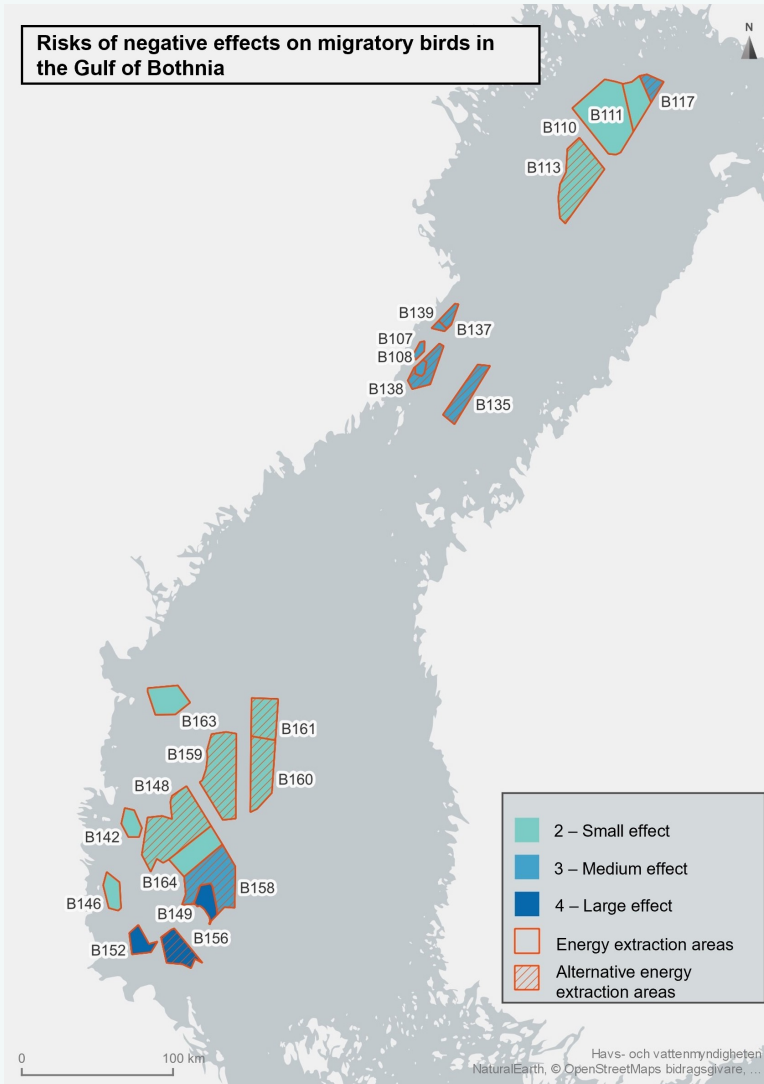 Risks of negative effects on migratory birds in
the Gulf of Bothnia
N
B117
B111
B110
B113
B139
B137
B107
B108
B138
B135
B163
B161
B159
B160
B148
B142
B164
B158
B146
B149
B156
B152
2 – Small effect
3 – Medium effect
4 – Large effect
Energy extraction areas
Alternative energy
extraction areas
0 100 km
Havs- och vattenmyndigheten
NaturalEarth, © OpenStreetMaps bidragsgivare, ...